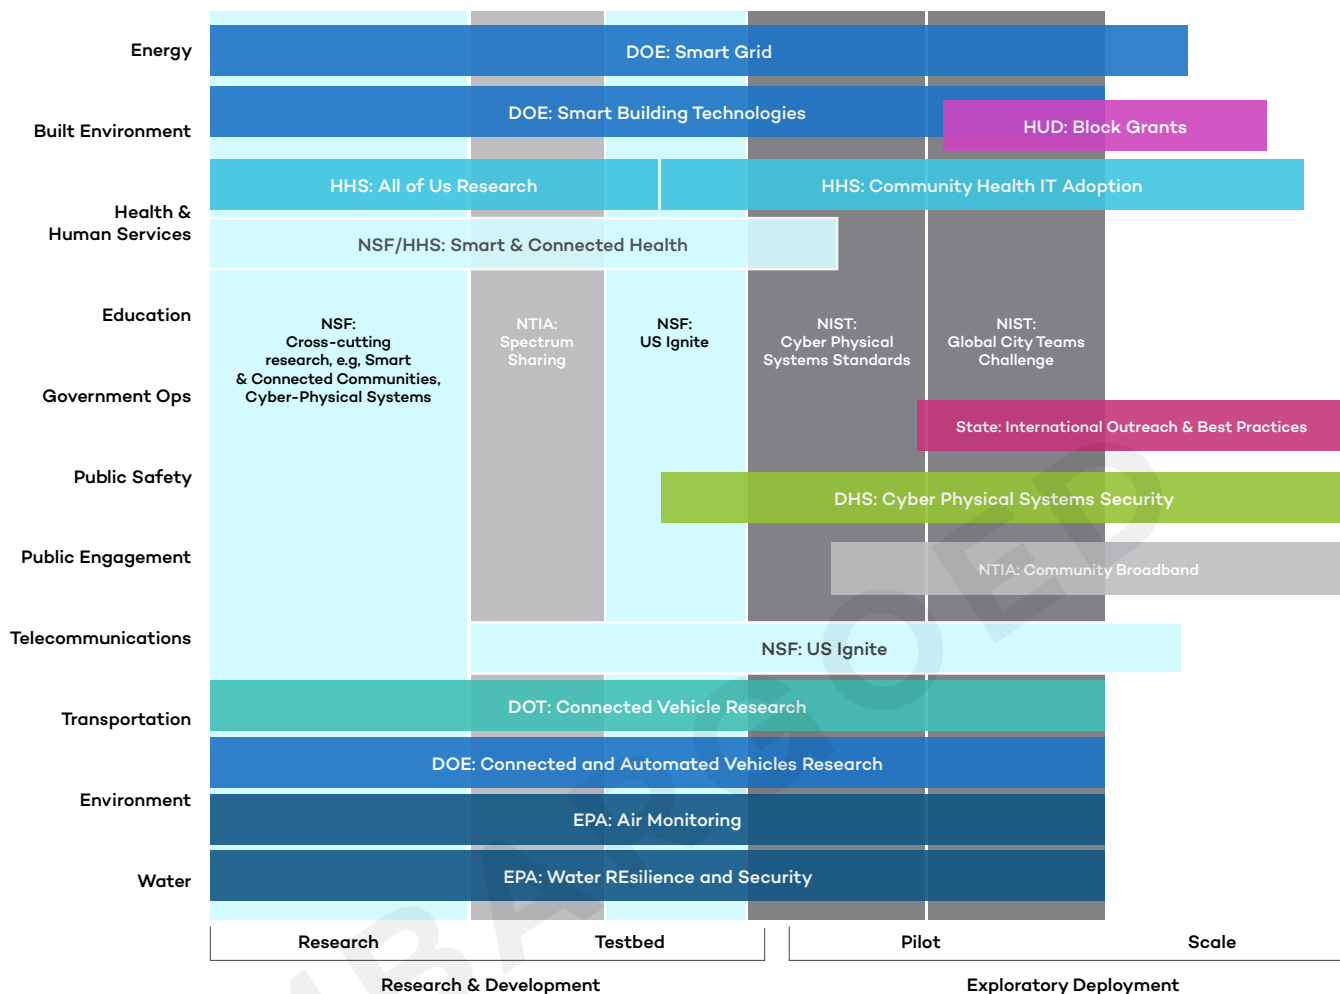 Energy
DOE: Smart Grid
Built Environment
DOE: Smart Building Technologies
HUD: Block Grants
Health &
Human Services
HHS: All of Us Research
HHS: Community Health IT Adoption
NSF/HHS: Smart & Connected Health
Education
NSF:
Cross-cutting
research, e.g, Smart
& Connected Communities,
Cyber-Physical Systems
NTIA:
Spectrum
Sharing
NSF:
US Ignite
NIST:
Cyber Physical
Systems Standards
NIST:
Global City Teams
Challenge
Government Ops
State: International Outreach & Best Practices
Public Safety
DHS: Cyber Physical Systems Security
Public Engagement
NTIA: Community Broadband
Telecommunications
NSF: US Ignite
Transportation
DOT: Connected Vehicle Research
DOE: Connected and Automated Vehicles Research
Environment
EPA: Air Monitoring
Water
EPA: Water REsilience and Security
Research
Testbed
Pilot
Scale
Research & Development
Exploratory Deployment
MBARGOED